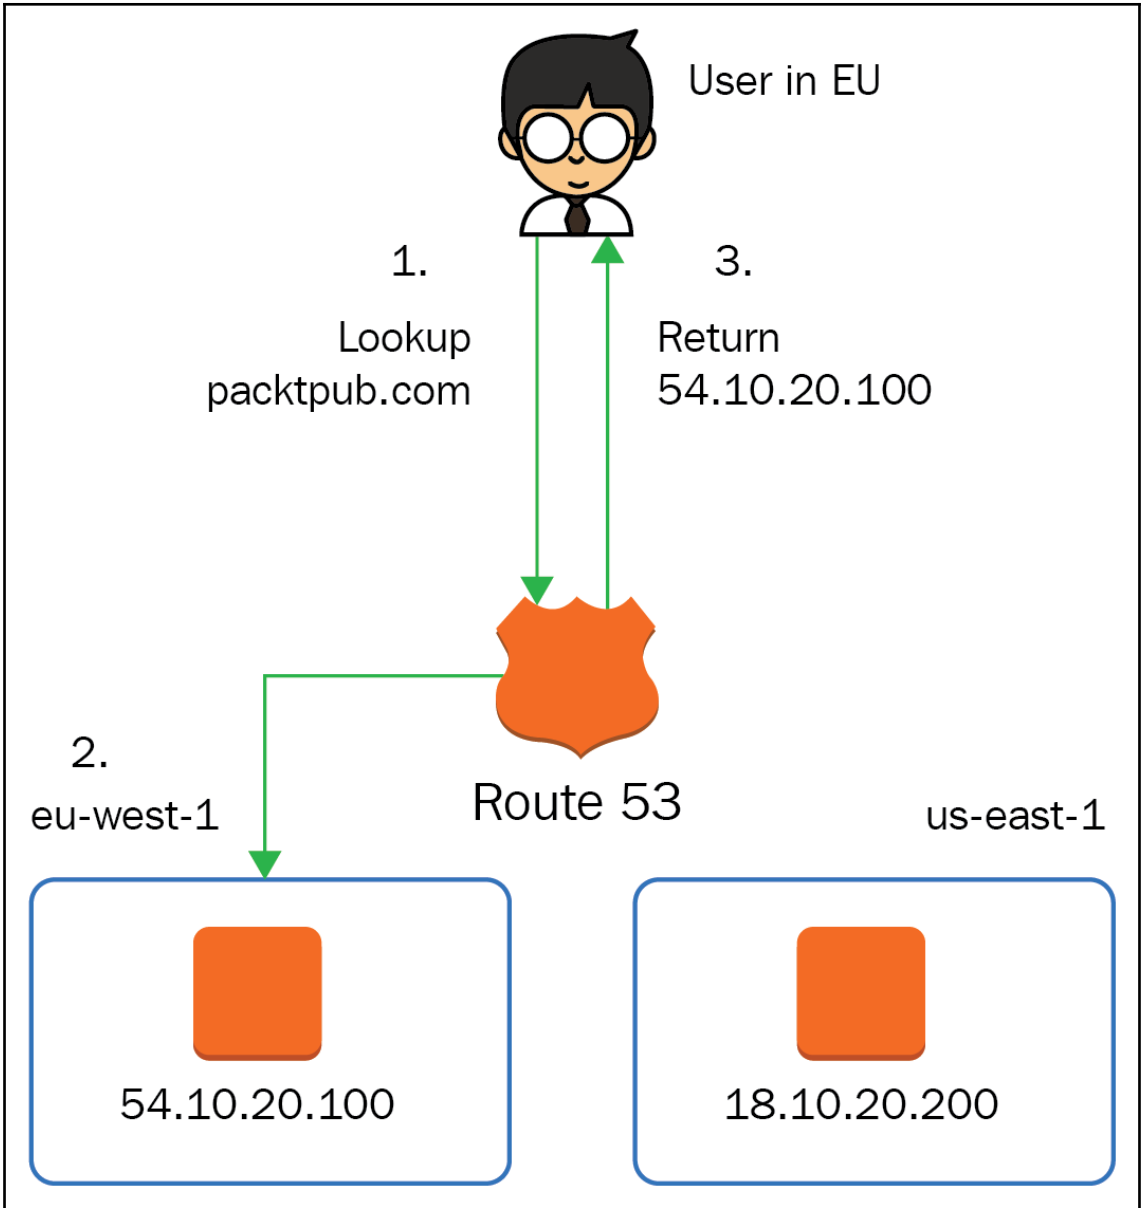 User in EU
1.
Lookup
packtpub.com
3.
Return
54.10.20.100
Route 53
2.
eu-west-1
us-east-1
54.10.20.100
18.10.20.200